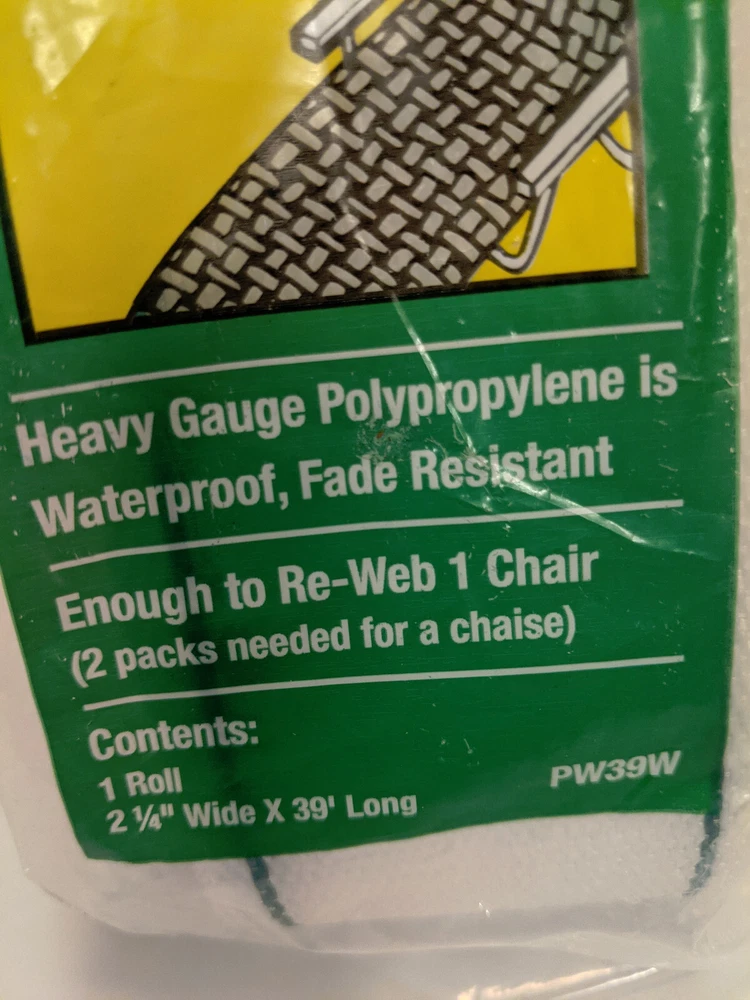 Heavy Gauge Polypropylene is
Waterproof, Fade Resistant
Enough to Re-Web 1 Chair
(2 packs needed for a chaise)
Contents:
1 Roll
2 ¼" Wide X 39' Long
PW39W